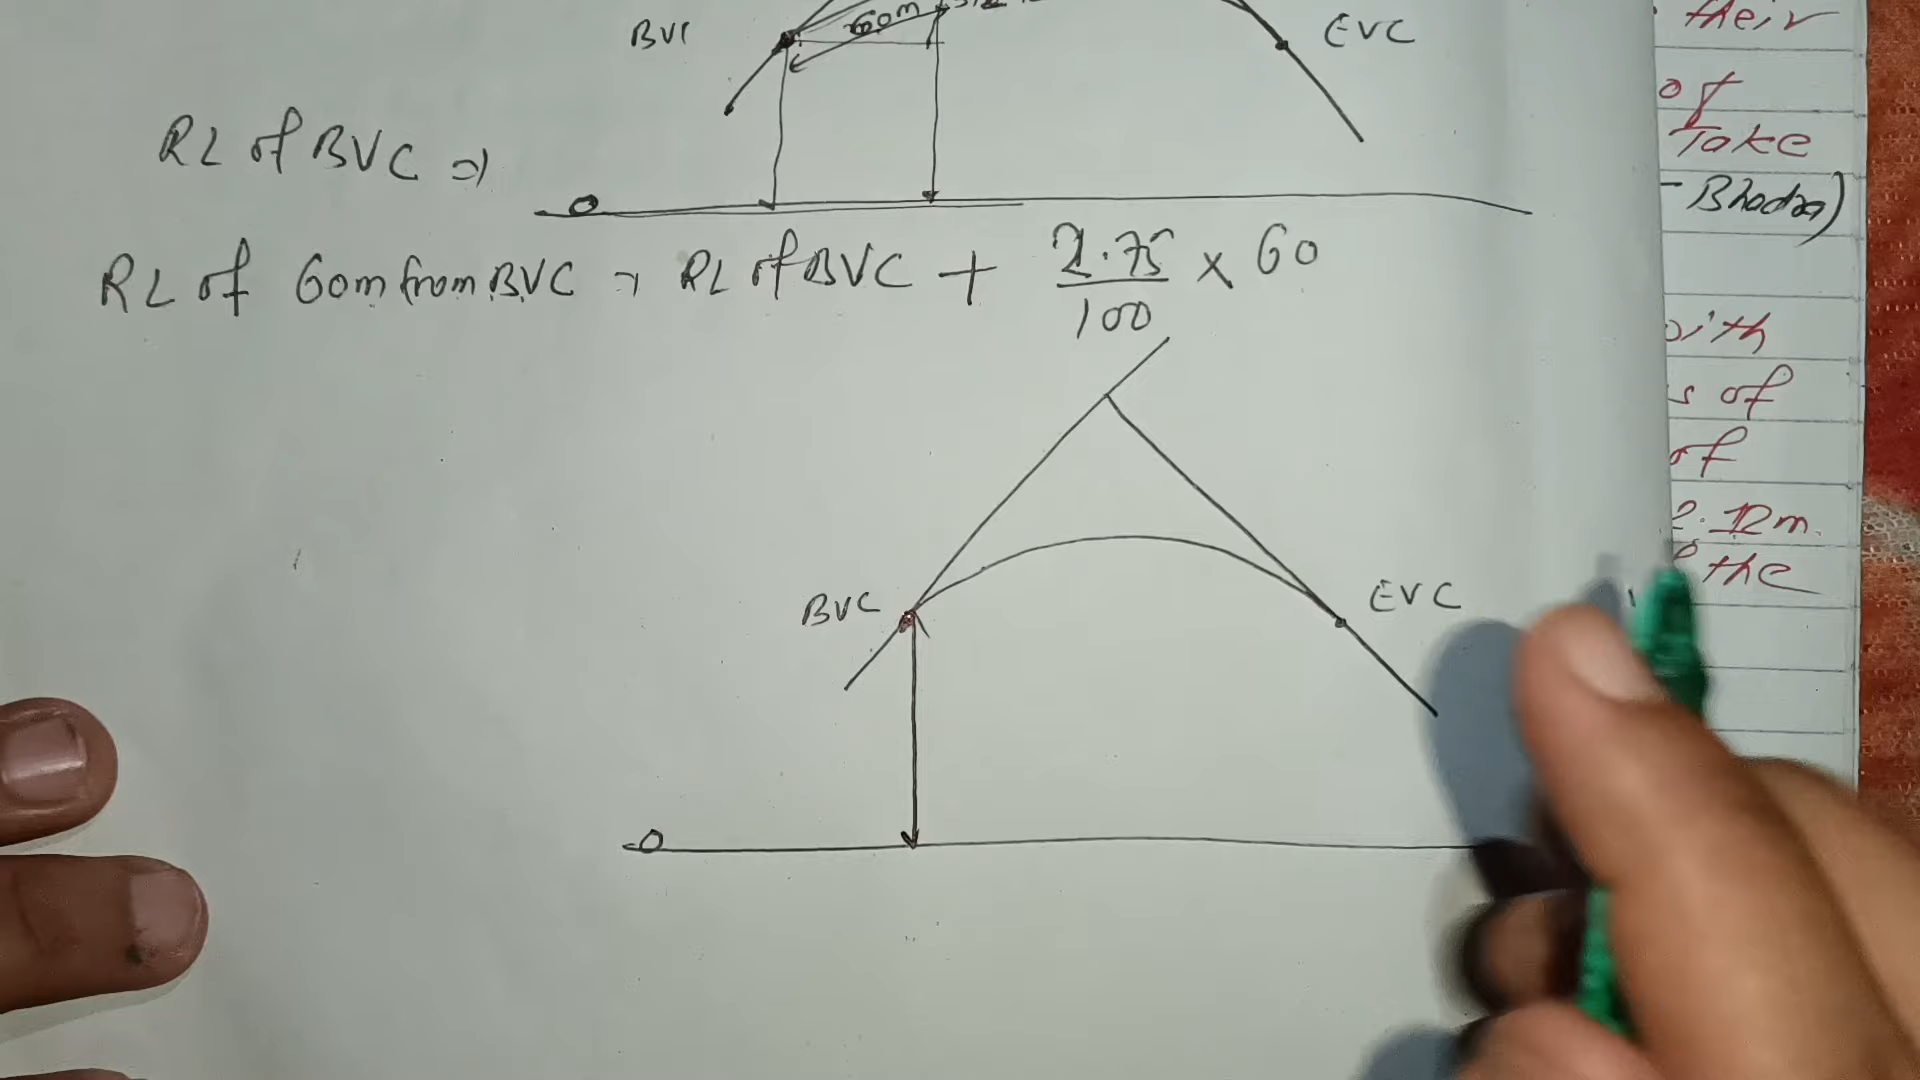 BVC
60m
EVC
RL of BVC ⇒
RL of 60m from BVC = RL of BVC + 2.75/100 × 60
BVC
EVC
0
0
their
of
Take
- Bhadra)
with
s of
of
2.12m.
the